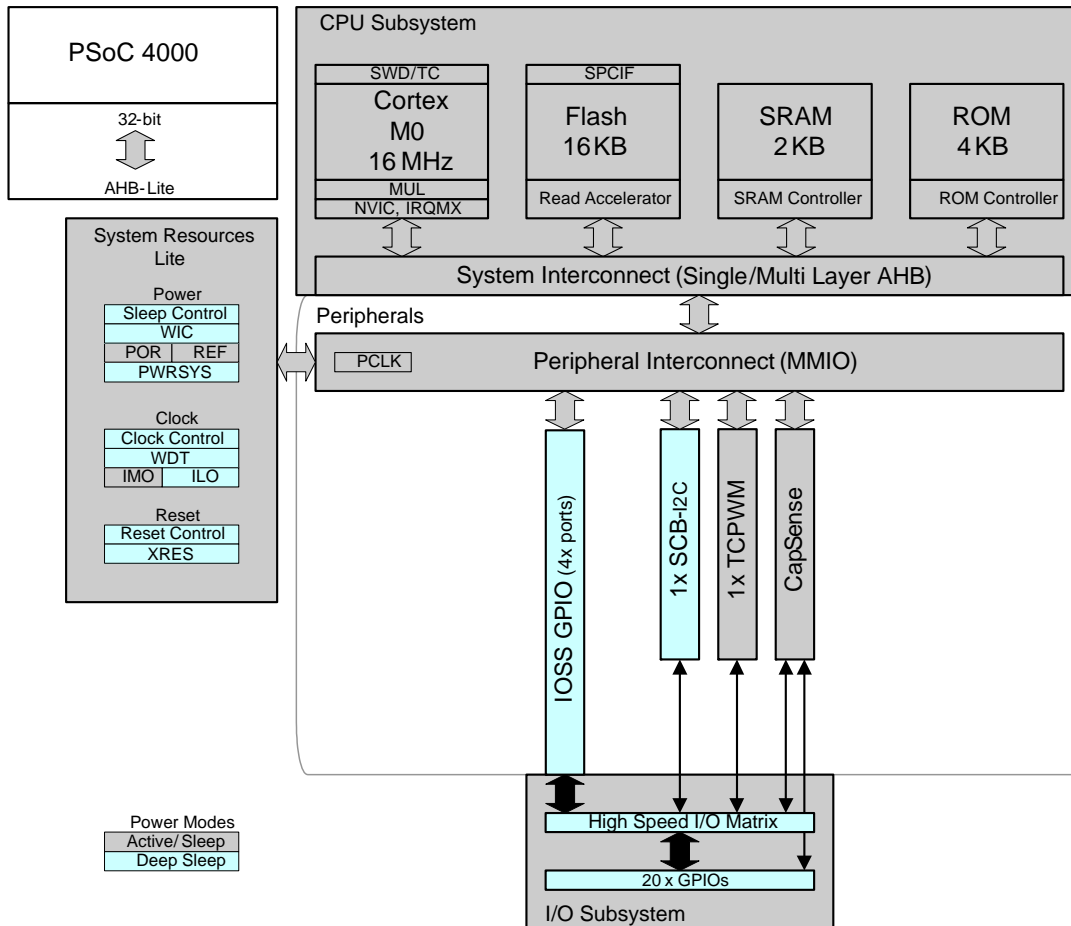 PSoC 4000
32-bit
AHB-Lite
CPU Subsystem
SWD/TC
Cortex
M0
16 MHz
MUL
NVIC, IRQMX
SPCIF
Flash
16 KB
Read Accelerator
SRAM
2 KB
SRAM Controller
ROM
4 KB
ROM Controller
System Interconnect (Single/Multi Layer AHB)
System Resources
Lite
Power
Sleep Control
WIC
POR REF
PWRSYS
Clock
Clock Control
WDT
IMO ILO
Reset
Reset Control
XRES
Peripherals
PCLK
Peripheral Interconnect (MMIO)
IOSS GPIO (4x ports)
1x SCB-I2C
1x TCPWM
CapSense
High Speed I/O Matrix
20 x GPIOs
I/O Subsystem
Power Modes
Active/ Sleep
Deep Sleep